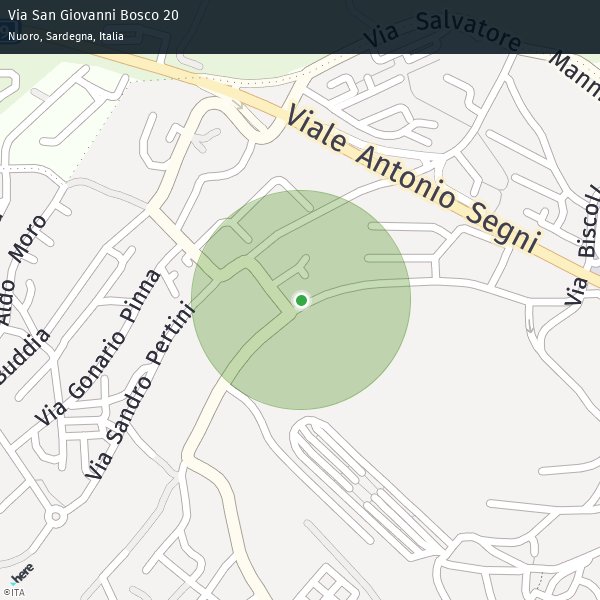 Via San Giovanni Bosco 20
Nuoro, Sardegna, Italia
Via Salvatore Mann
Viale Antonio Segni
Via Biscoll
Aldo Moro
Buddia
Via Gonario Pinna
Via Sandro Pertini
here
©ITA